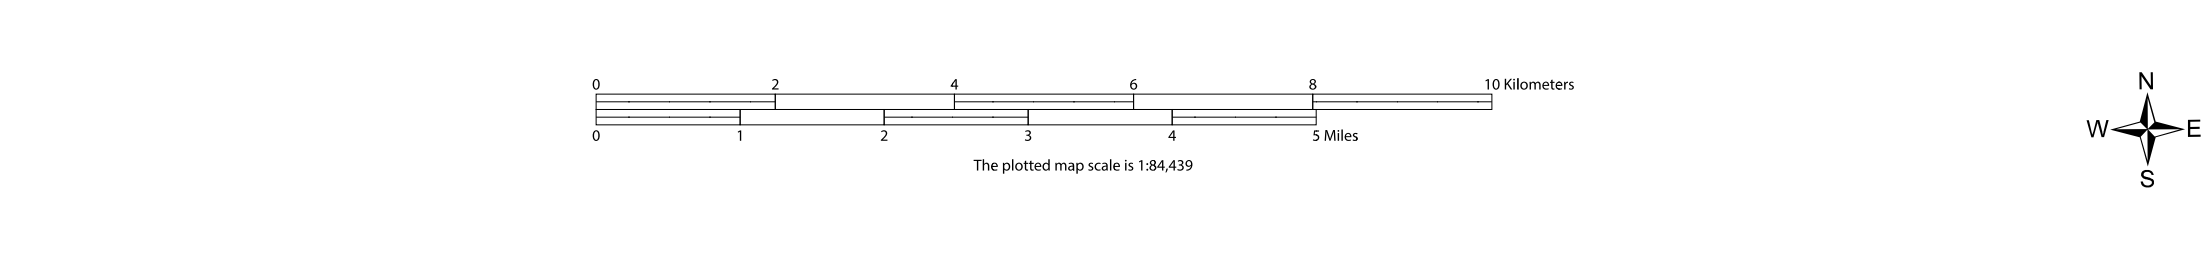 0 2 4 6 8 10 Kilometers
0 1 2 3 4 5 Miles
The plotted map scale is 1:84,439
N
W E
S